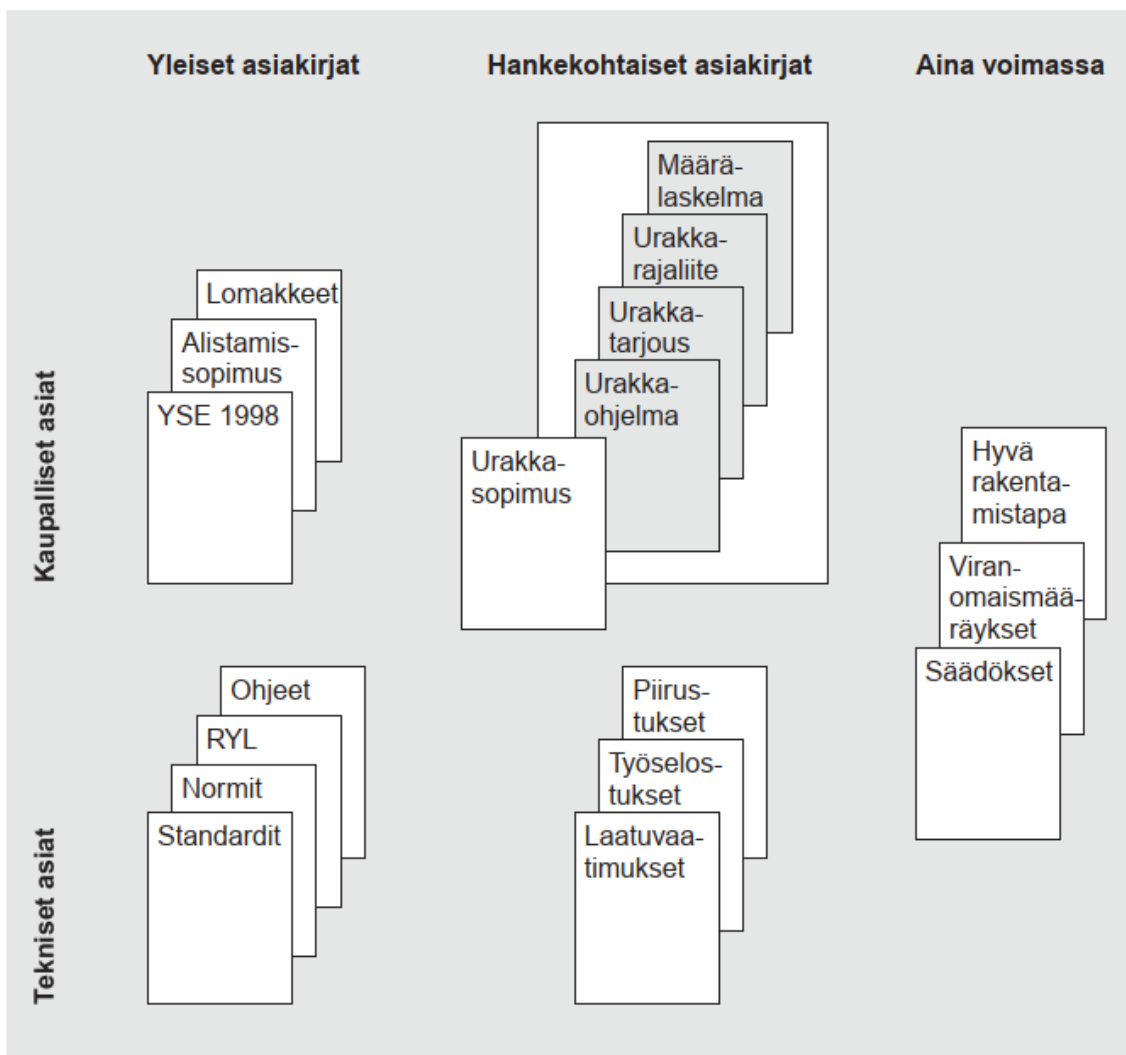 Yleiset asiakirjat
Hankekohtaiset asiakirjat
Aina voimassa
Kaupalliset asiat
Lomakkeet
Alistamis-
sopimus
YSE 1998
Määrä-
laskelma
Urakka-
rajaliite
Urakka-
tarjous
Urakka-
ohjelma
Urakka-
sopimus
Hyvä
rakenta-
mistapa
Viran-
omaismää-
räykset
Säädökset
Tekniset asiat
Ohjeet
RYL
Normit
Standardit
Piirus-
tukset
Työselos-
tukset
Laatuvaa-
timukset